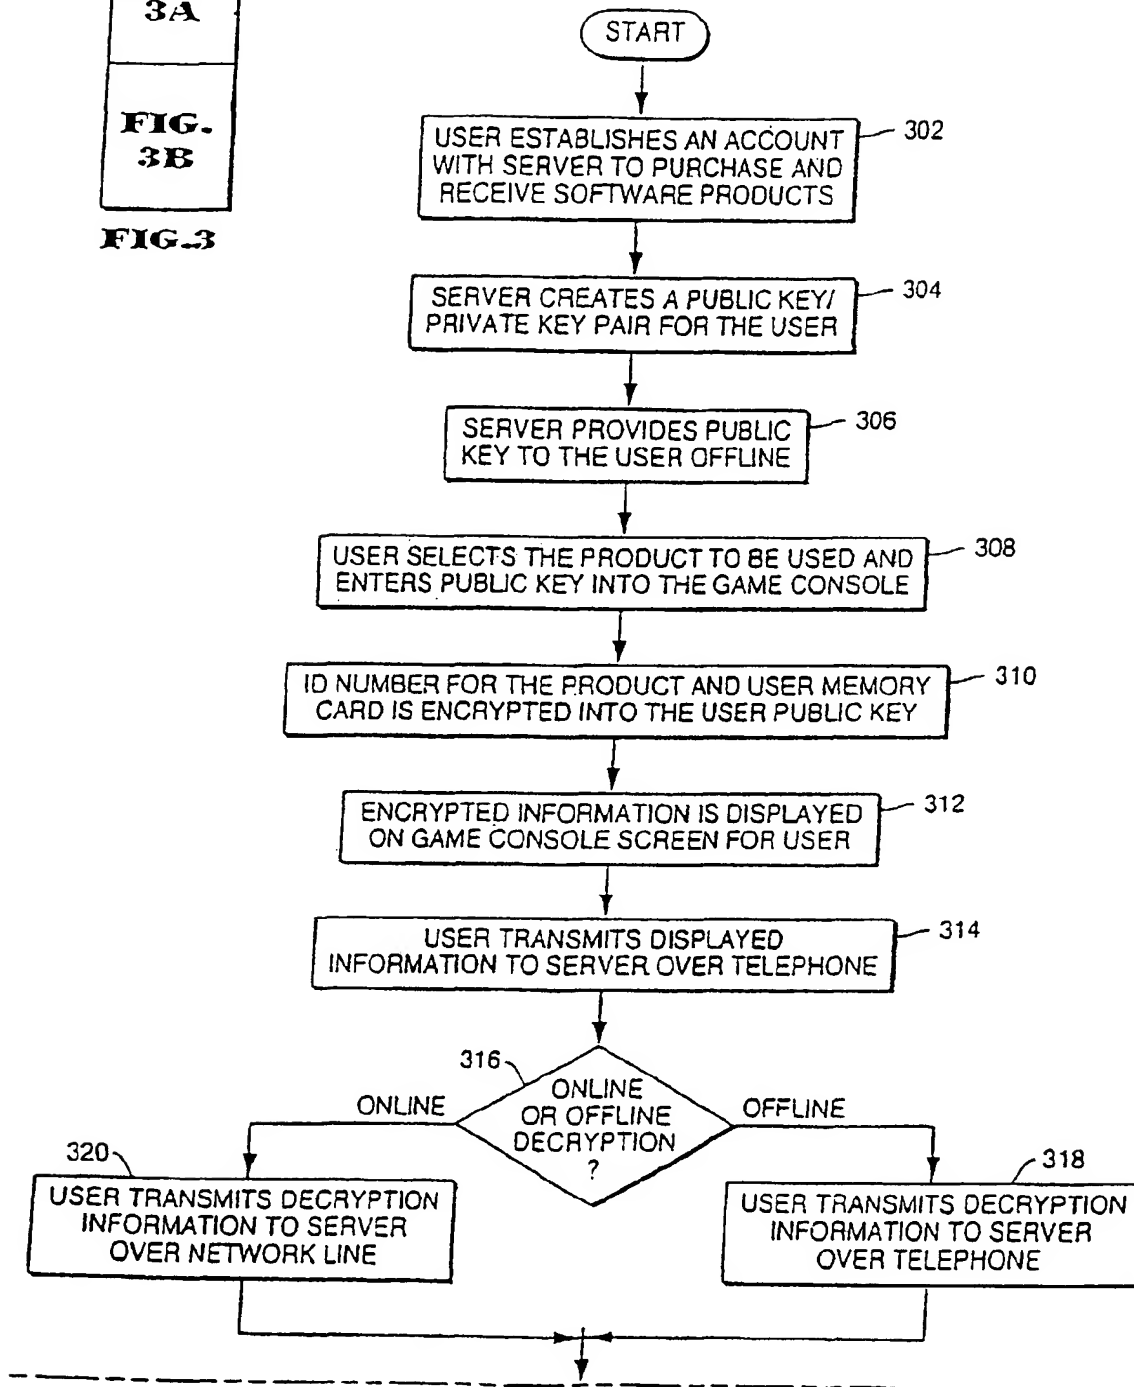 3A
FIG.
3B
FIG.3
START
302
USER ESTABLISHES AN ACCOUNT
WITH SERVER TO PURCHASE AND
RECEIVE SOFTWARE PRODUCTS
304
SERVER CREATES A PUBLIC KEY/
PRIVATE KEY PAIR FOR THE USER
306
SERVER PROVIDES PUBLIC
KEY TO THE USER OFFLINE
308
USER SELECTS THE PRODUCT TO BE USED AND
ENTERS PUBLIC KEY INTO THE GAME CONSOLE
310
ID NUMBER FOR THE PRODUCT AND USER MEMORY
CARD IS ENCRYPTED INTO THE USER PUBLIC KEY
312
ENCRYPTED INFORMATION IS DISPLAYED
ON GAME CONSOLE SCREEN FOR USER
314
USER TRANSMITS DISPLAYED
INFORMATION TO SERVER OVER TELEPHONE
316
ONLINE
OR OFFLINE
DECRYPTION
?
ONLINE
OFFLINE
320
USER TRANSMITS DECRYPTION
INFORMATION TO SERVER
OVER NETWORK LINE
318
USER TRANSMITS DECRYPTION
INFORMATION TO SERVER
OVER TELEPHONE